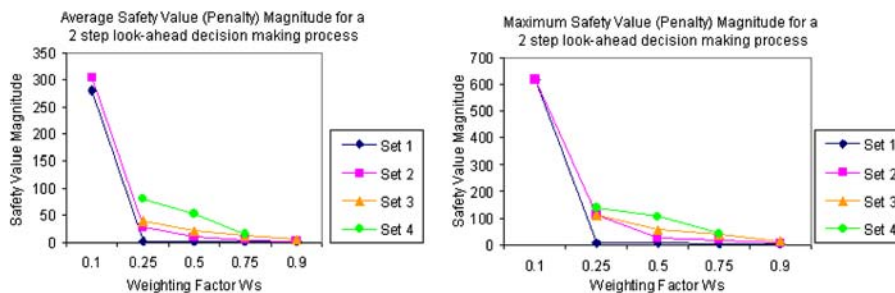 Average Safety Value (Penalty) Magnitude for a
2 step look-ahead decision making process
350
300
250
200
150
100
50
0
Safety Value Magnitude
0.1 0.25 0.5 0.75 0.9
Weighting Factor Ws
Set 1
Set 2
Set 3
Set 4
Maximum Safety Value (Penalty) Magnitude for a
2 step look-ahead decision making process
700
600
500
400
300
200
100
0
Safety Value Magnitude
0.1 0.25 0.5 0.75 0.9
Weighting Factor Ws
Set 1
Set 2
Set 3
Set 4